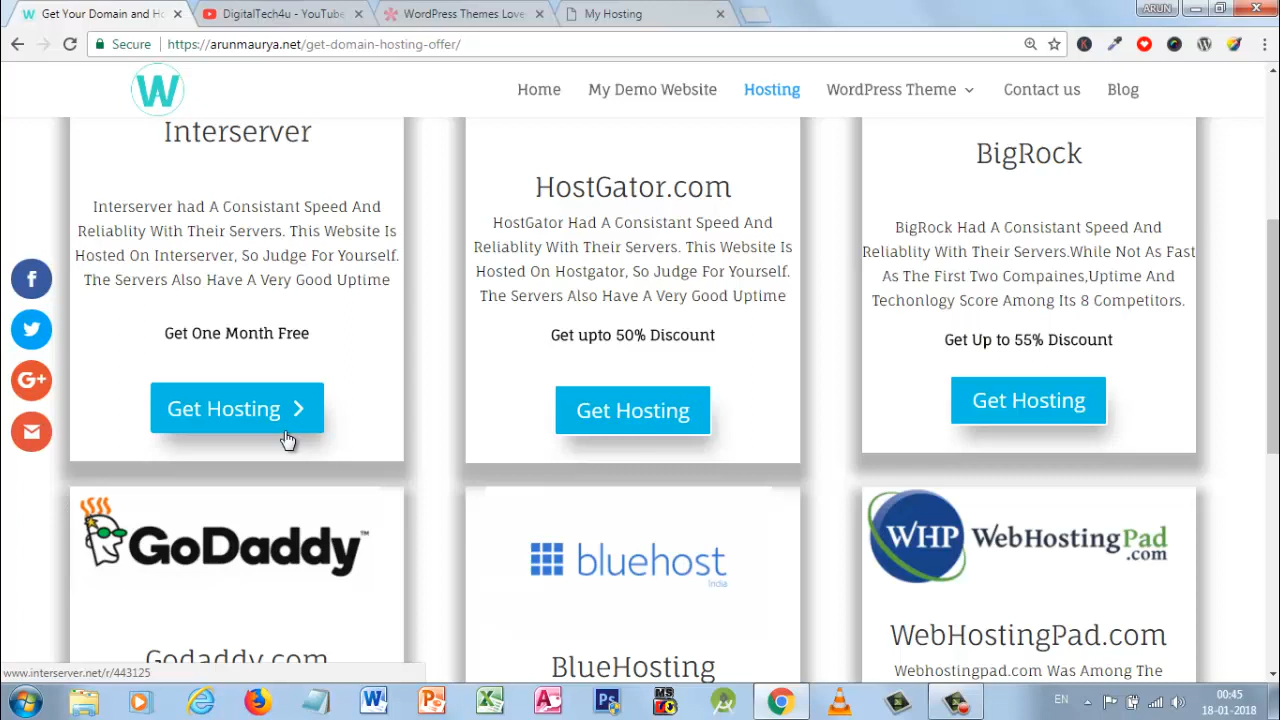 Get Your Domain and Ho
DigitalTech4u - YouTube
WordPress Themes Love
My Hosting
ARUN
Secure
https://arunmaurya.net/get-domain-hosting-offer/
W
Home
My Demo Website
Hosting
WordPress Theme
Contact us
Blog
Interserver
Interserver had A Consistant Speed And
Reliablity With Their Servers. This Website Is
Hosted On Interserver, So Judge For Yourself.
The Servers Also Have A Very Good Uptime
Get One Month Free
Get Hosting
HostGator.com
HostGator Had A Consistant Speed And
Reliablity With Their Servers. This Website Is
Hosted On Hostgator, So Judge For Yourself.
The Servers Also Have A Very Good Uptime
Get upto 50% Discount
Get Hosting
BigRock
BigRock Had A Consistant Speed And
Reliablity With Their Servers.While Not As Fast
As The First Two Compaines,Uptime And
Techonlogy Score Among Its 8 Competitors.
Get Up to 55% Discount
Get Hosting
GoDaddy™
Godaddy.com
bluehost
India
BlueHosting
WHP WebHostingPad
.com
WebHostingPad.com
Webhostingpad.com Was Among The
www.interserver.net/r/443125
EN
00:45
18-01-2018